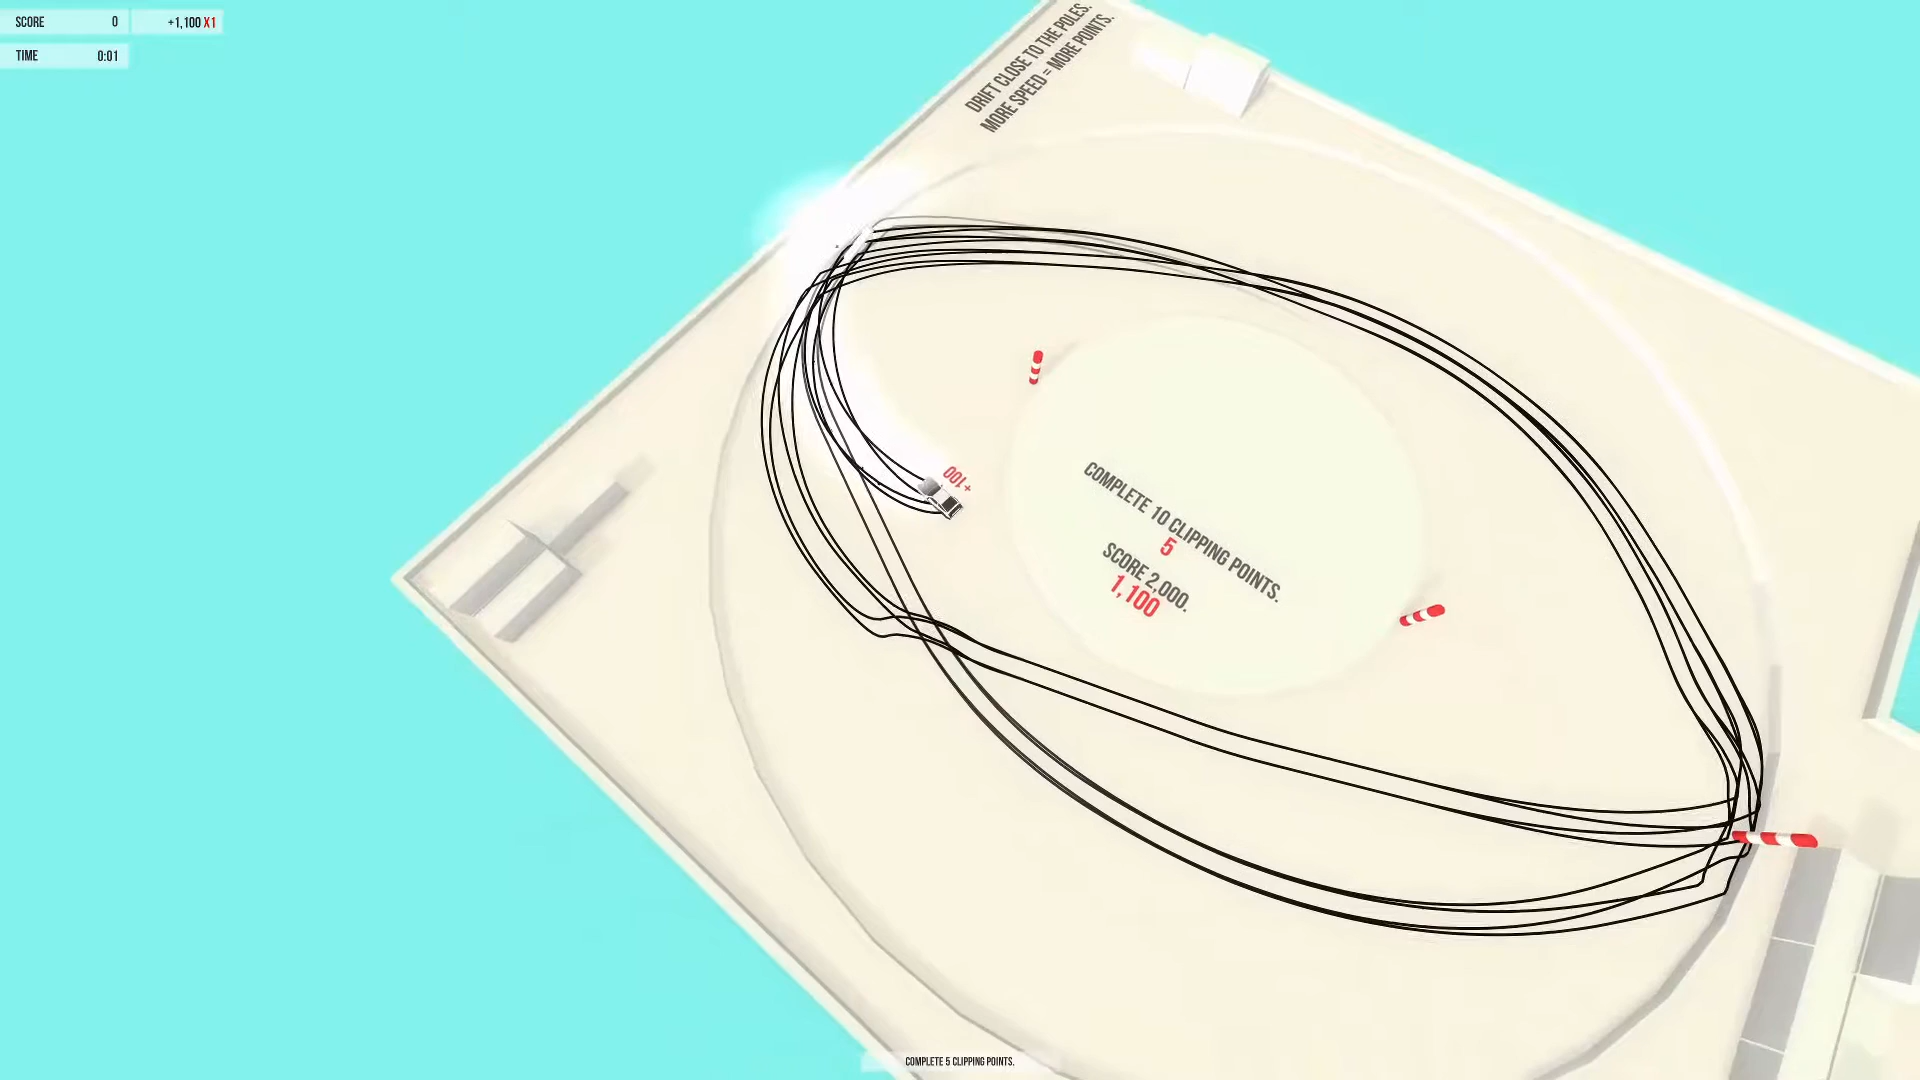 SCORE 0 +1,100 X1
TIME 0:01
DRIFT CLOSE TO THE POLES.
MORE SPEED = MORE POINTS.
+100
COMPLETE 10 CLIPPING POINTS.
5
SCORE 2,000.
1,100
COMPLETE 5 CLIPPING POINTS.